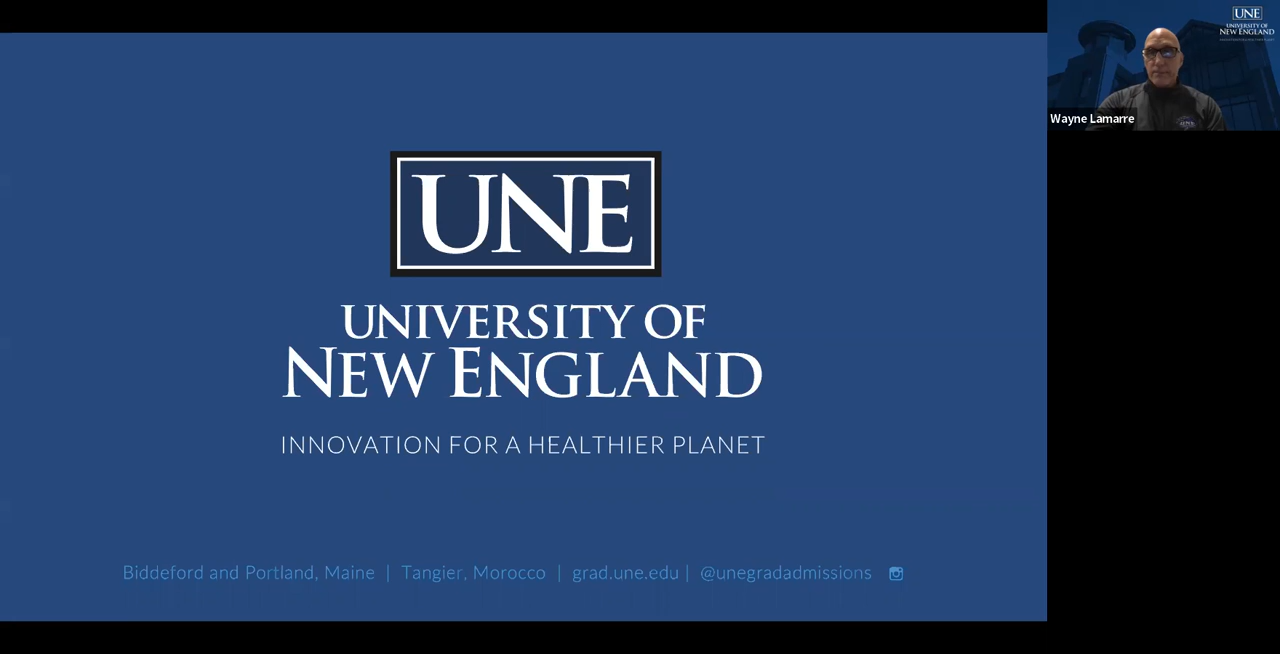 UNE
UNIVERSITY OF
NEW ENGLAND
INNOVATION FOR A HEALTHIER PLANET
Biddeford and Portland, Maine | Tangier, Morocco | grad.une.edu | @unegradadmissions
UNE
UNIVERSITY OF
NEW ENGLAND
Wayne Lamarre
UNE